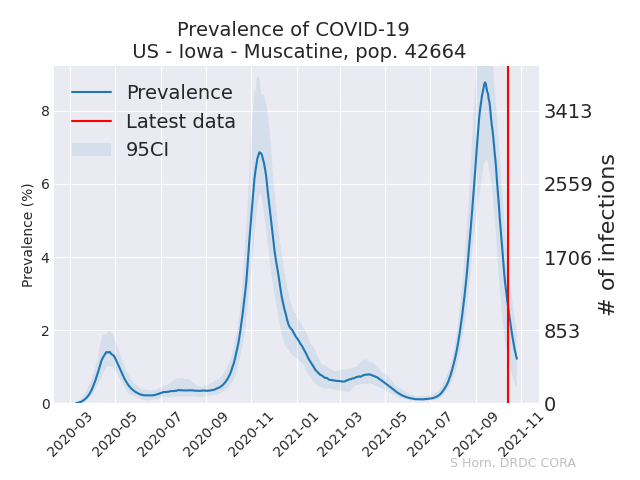 Prevalence of COVID-19
US - Iowa - Muscatine, pop. 42664
Prevalence
Latest data
95CI
Prevalence (%)
8
6
4
2
0
3413
2559
1706
853
0
# of infections
2020-03
2020-05
2020-07
2020-09
2020-11
2021-01
2021-03
2021-05
2021-07
2021-09
2021-11
S Horn, DRDC CORA